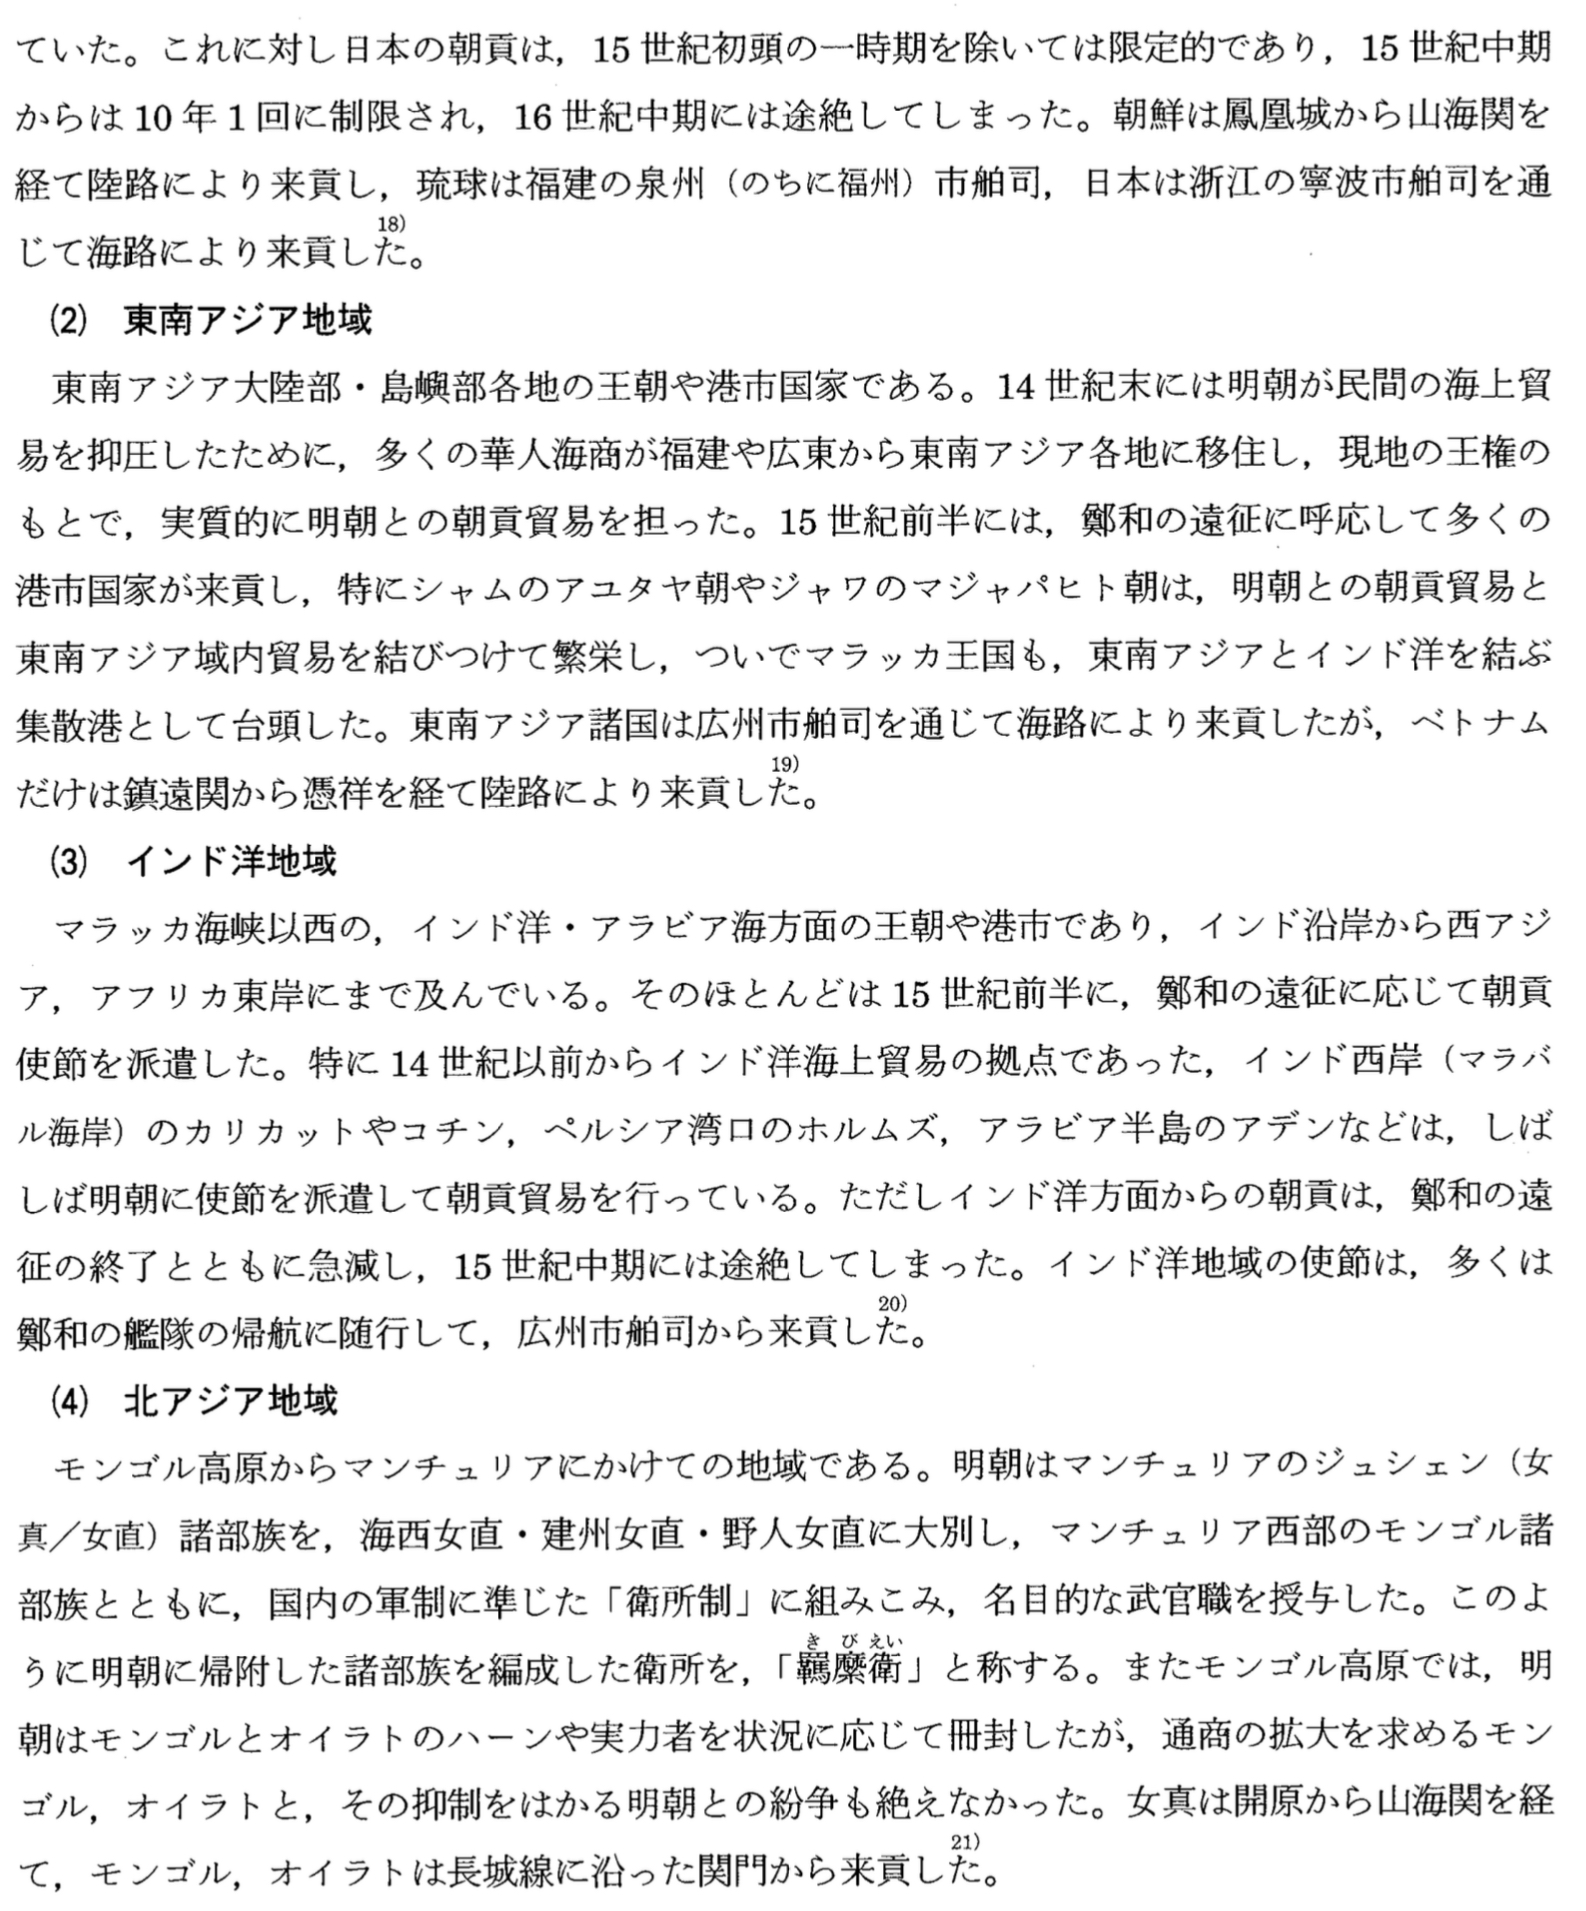 ていた。これに対し日本の朝貢は，15世紀初頭の一時期を除いては限定的であり，15世紀中期
からは10年1回に制限され，16世紀中期には途絶してしまった。朝鮮は鳳凰城から山海関を
経て陸路により来貢し，琉球は福建の泉州（のちに福州）市舶司，日本は浙江の寧波市舶司を通
じて海路により来貢した18)。
(2) 東南アジア地域
東南アジア大陸部・島嶼部各地の王朝や港市国家である。14世紀末には明朝が民間の海上貿
易を抑圧したために，多くの華人海商が福建や広東から東南アジア各地に移住し，現地の王権の
もとで，実質的に明朝との朝貢貿易を担った。15世紀前半には，鄭和の遠征に呼応して多くの
港市国家が来貢し，特にシャムのアユタヤ朝やジャワのマジャパヒト朝は，明朝との朝貢貿易と
東南アジア域内貿易を結びつけて繁栄し，ついでマラッカ王国も，東南アジアとインド洋を結ぶ
集散港として台頭した。東南アジア諸国は広州市舶司を通じて海路により来貢したが，ベトナム
だけは鎮遠関から憑祥を経て陸路により来貢した19)。
(3) インド洋地域
マラッカ海峡以西の，インド洋・アラビア海方面の王朝や港市であり，インド沿岸から西アジ
ア，アフリカ東岸にまで及んでいる。そのほとんどは15世紀前半に，鄭和の遠征に応じて朝貢
使節を派遣した。特に14世紀以前からインド洋海上貿易の拠点であった，インド西岸（マラバ
ル海岸）のカリカットやコチン，ペルシア湾口のホルムズ，アラビア半島のアデンなどは，しば
しば明朝に使節を派遣して朝貢貿易を行っている。ただしインド洋方面からの朝貢は，鄭和の遠
征の終了とともに急減し，15世紀中期には途絶してしまった。インド洋地域の使節は，多くは
鄭和の艦隊の帰航に随行して，広州市舶司から来貢した20)。
(4) 北アジア地域
モンゴル高原からマンチュリアにかけての地域である。明朝はマンチュリアのジュシェン（女
真／女直）諸部族を，海西女直・建州女直・野人女直に大別し，マンチュリア西部のモンゴル諸
部族とともに，国内の軍制に準じた「衛所制」に組みこみ，名目的な武官職を授与した。このよ
うに明朝に帰附した諸部族を編成した衛所を，「羈縻衛」と称する。またモンゴル高原では，明
朝はモンゴルとオイラトのハーンや実力者を状況に応じて冊封したが，通商の拡大を求めるモン
ゴル，オイラトと，その抑制をはかる明朝との紛争も絶えなかった。女真は開原から山海関を経
て，モンゴル，オイラトは長城線に沿った関門から来貢した21)。